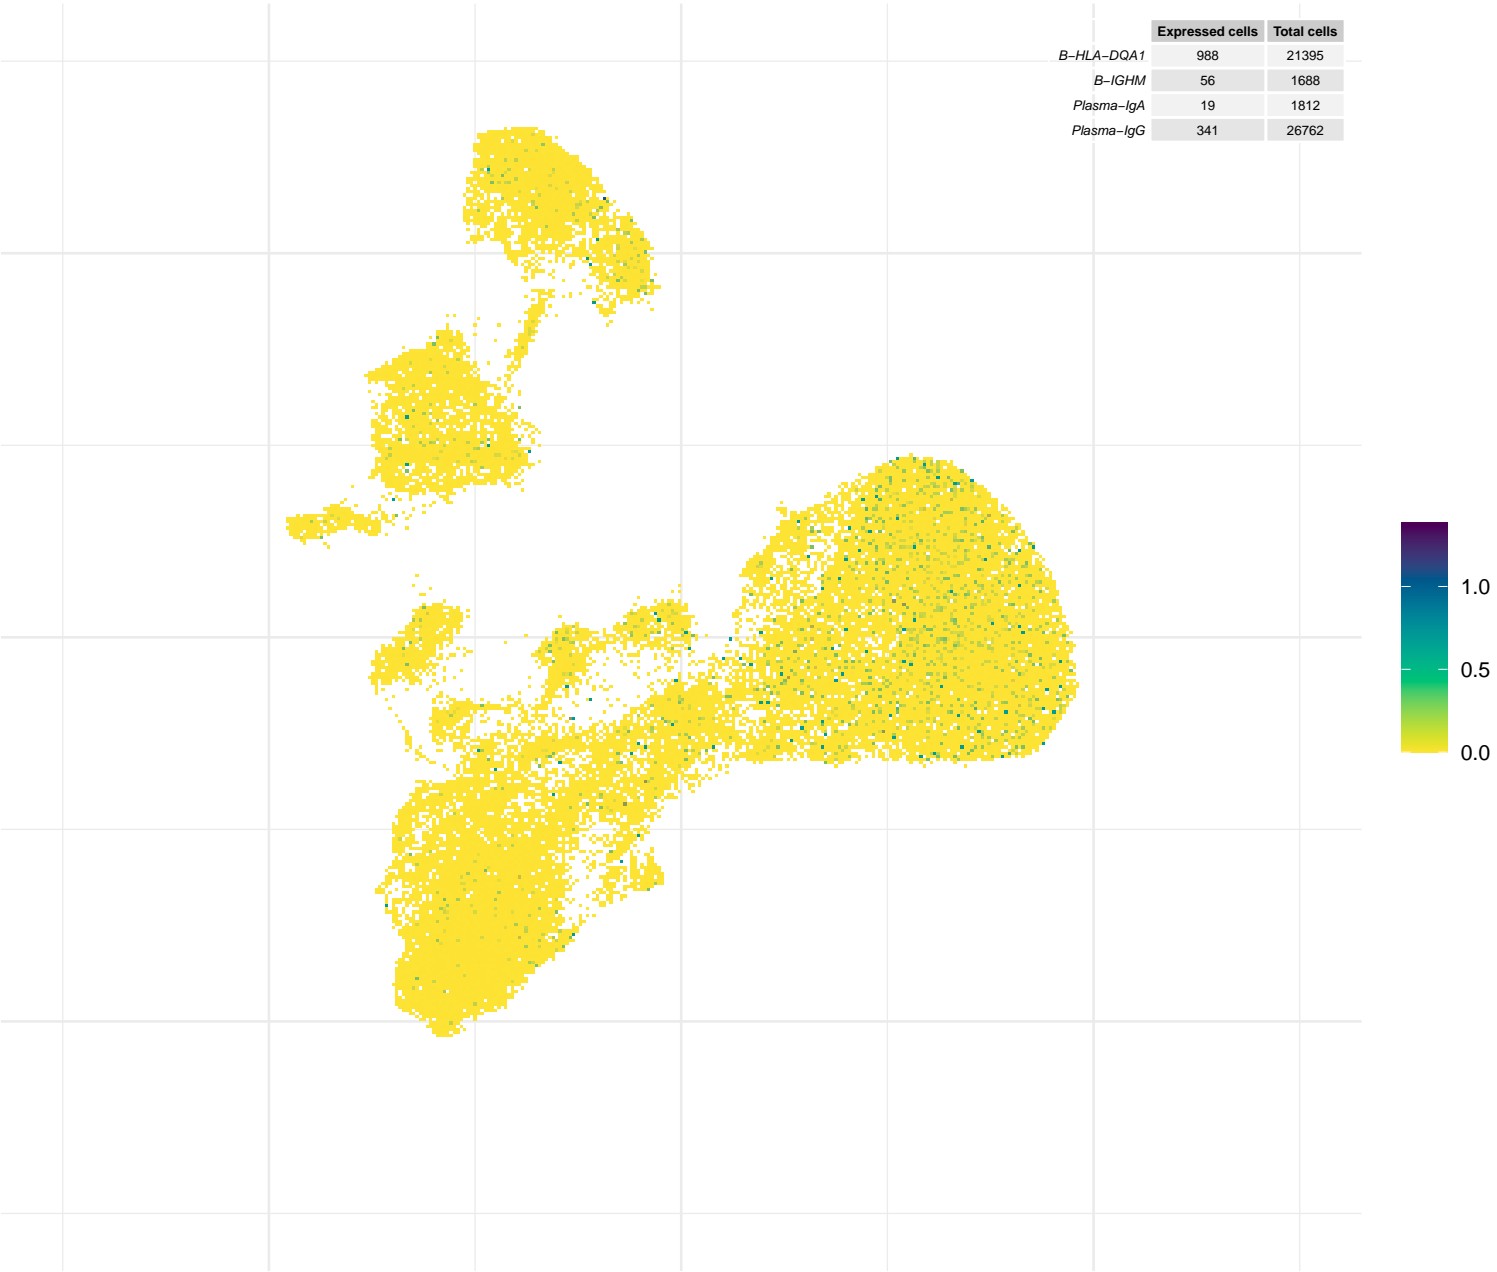 Expressed cells Total cells
B−HLA−DQA1 988 21395
B−IGHM 56 1688
Plasma−IgA 19 1812
Plasma−IgG 341 26762
1.0
0.5
0.0